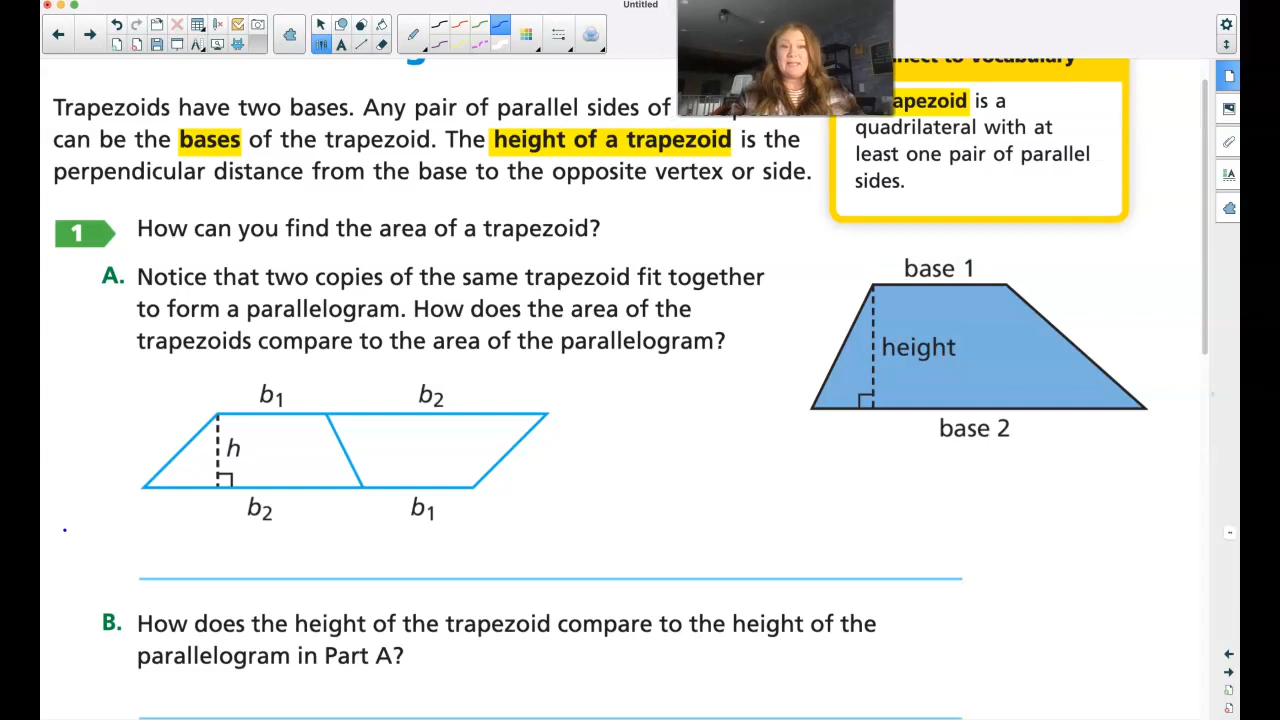 Untitled
Trapezoids have two bases. Any pair of parallel sides of
can be the bases of the trapezoid. The height of a trapezoid is the
perpendicular distance from the base to the opposite vertex or side.
is a
quadrilateral with at
least one pair of parallel
sides.
1 How can you find the area of a trapezoid?
A. Notice that two copies of the same trapezoid fit together
to form a parallelogram. How does the area of the
trapezoids compare to the area of the parallelogram?
b1 b2
h
b2 b1
base 1
height
base 2
B. How does the height of the trapezoid compare to the height of the
parallelogram in Part A?